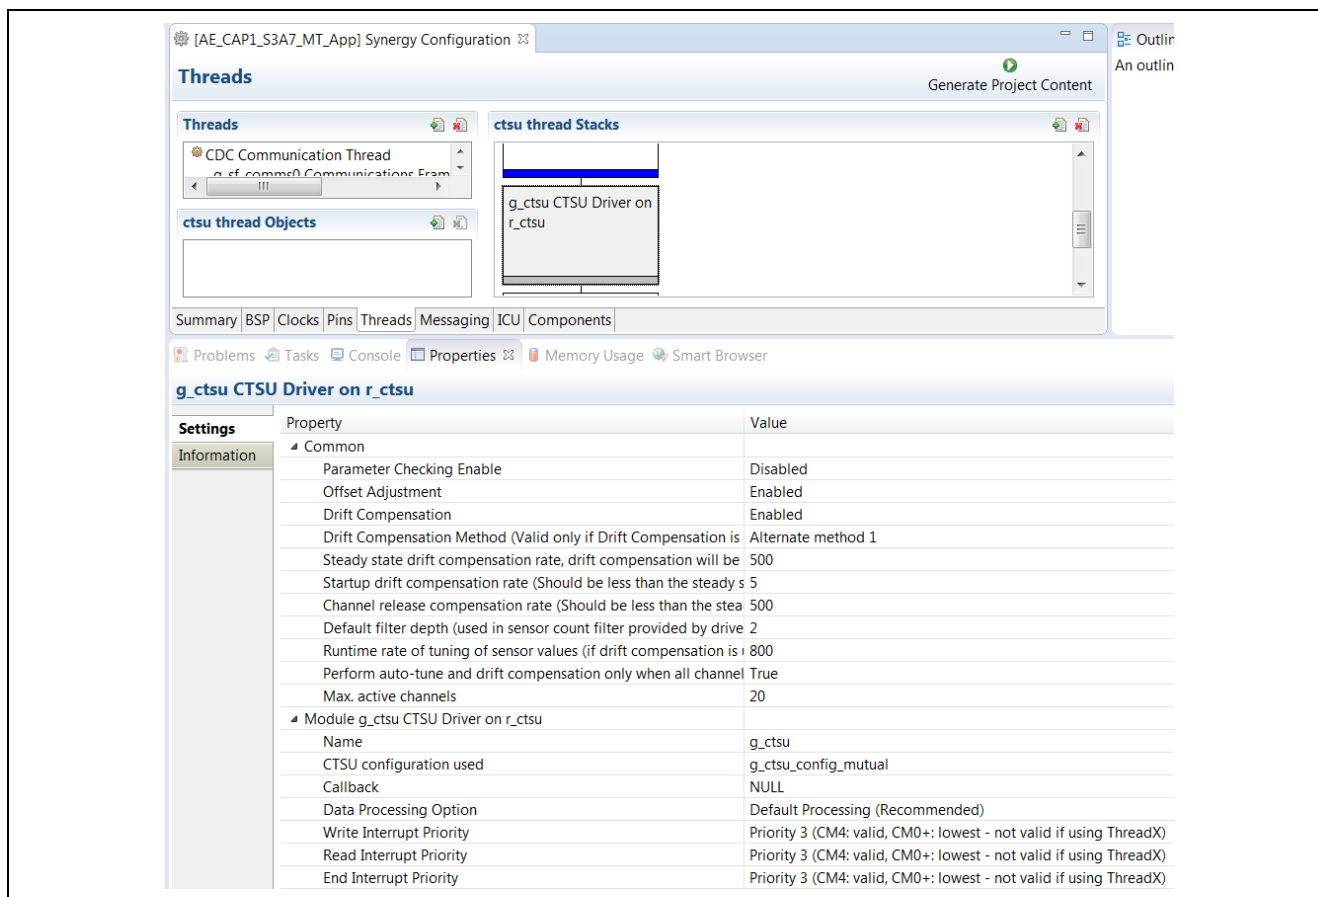 [AE_CAP1_S3A7_MT_App] Synergy Configuration
Outlin
Threads
Generate Project Content
An outlin
Threads
ctsu thread Stacks
CDC Communication Thread
g_sf_comms0 Communications Fram
g_ctsu CTSU Driver on
r_ctsu
ctsu thread Objects
Summary BSP Clocks Pins Threads Messaging ICU Components
Problems Tasks Console Properties Memory Usage Smart Browser
g_ctsu CTSU Driver on r_ctsu
Settings
Information
Property Value
Common
Parameter Checking Enable Disabled
Offset Adjustment Enabled
Drift Compensation Enabled
Drift Compensation Method (Valid only if Drift Compensation is Alternate method 1
Steady state drift compensation rate, drift compensation will be 500
Startup drift compensation rate (Should be less than the steady s 5
Channel release compensation rate (Should be less than the stea 500
Default filter depth (used in sensor count filter provided by drive 2
Runtime rate of tuning of sensor values (if drift compensation is 800
Perform auto-tune and drift compensation only when all channel True
Max. active channels 20
Module g_ctsu CTSU Driver on r_ctsu
Name g_ctsu
CTSU configuration used g_ctsu_config_mutual
Callback NULL
Data Processing Option Default Processing (Recommended)
Write Interrupt Priority Priority 3 (CM4: valid, CM0+: lowest - not valid if using ThreadX)
Read Interrupt Priority Priority 3 (CM4: valid, CM0+: lowest - not valid if using ThreadX)
End Interrupt Priority Priority 3 (CM4: valid, CM0+: lowest - not valid if using ThreadX)